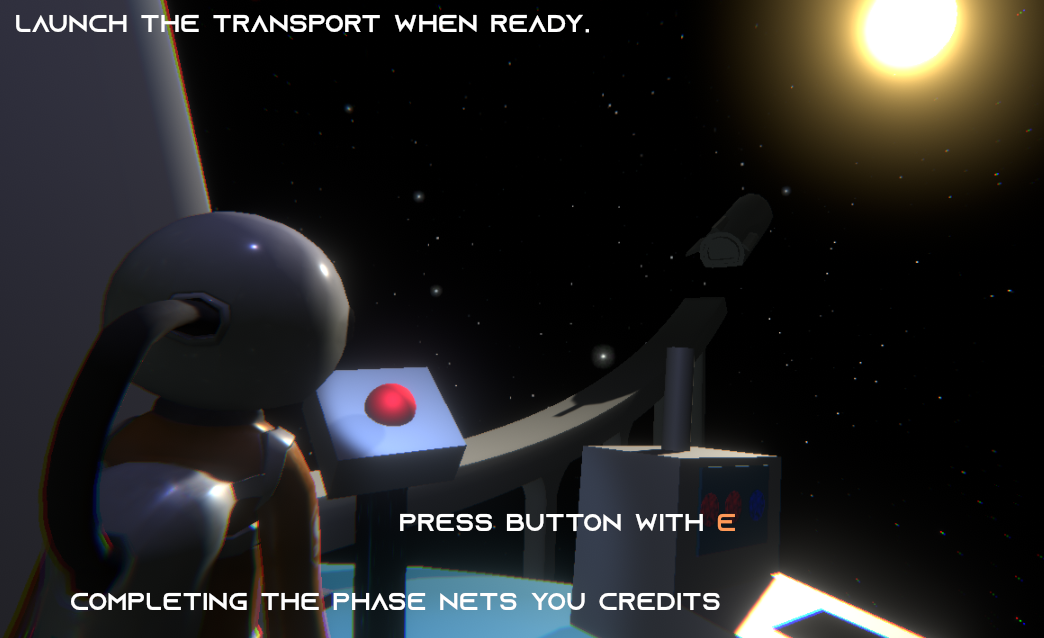 LAUNCH THE TRANSPORT WHEN READY.
PRESS BUTTON WITH E
COMPLETING THE PHASE NETS YOU CREDITS